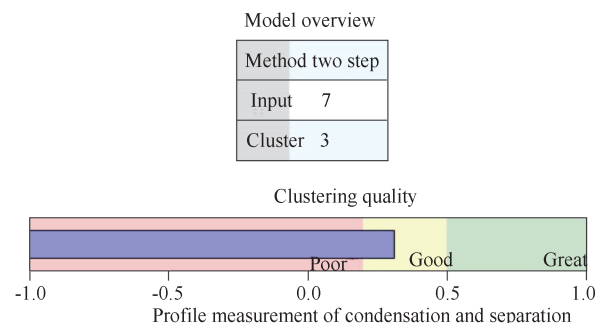 Model overview
Method two step
Input 7
Cluster 3
Clustering quality
Poor Good Great
-1.0 -0.5 0.0 0.5 1.0
Profile measurement of condensation and separation